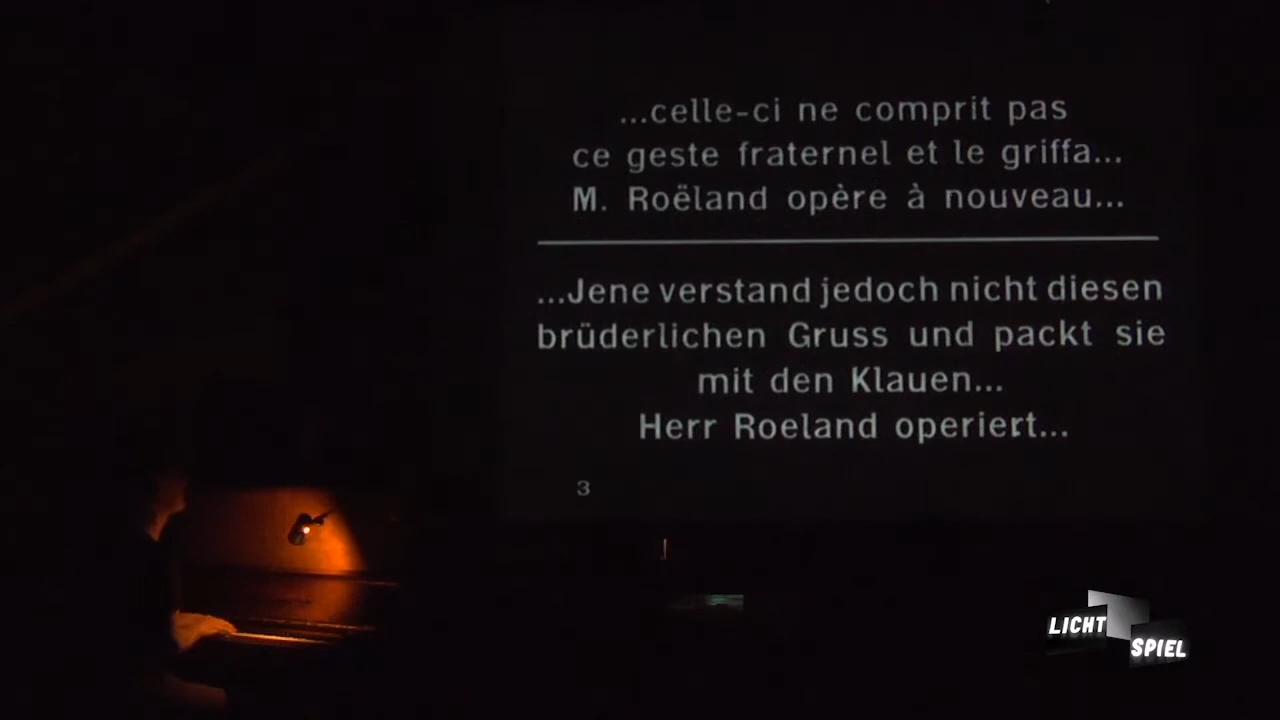 ...celle-ci ne comprit pas
ce geste fraternel et le griffa...
M. Roëland opère à nouveau...
...Jene verstand jedoch nicht diesen
brüderlichen Gruss und packt sie
mit den Klauen...
Herr Roeland operiert...
3
LICHT
SPIEL